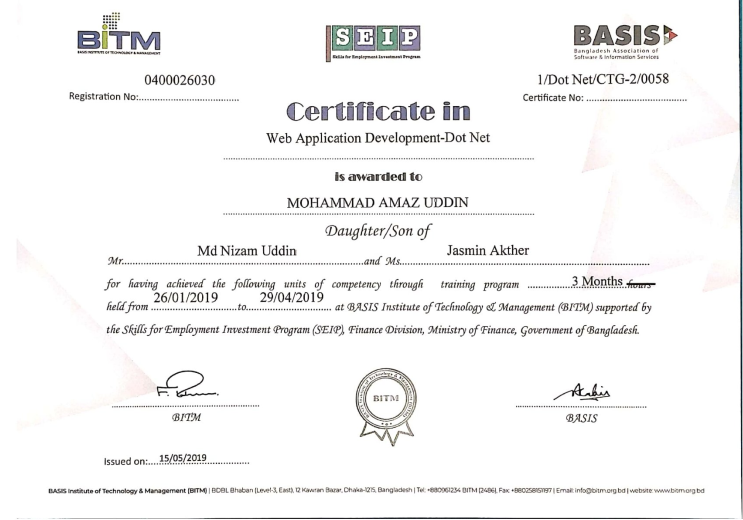 BiTM
BASIS INSTITUTE OF TECHNOLOGY & MANAGEMENT
SEIP
Skills for Employment Investment Program
BASIS
Bangladesh Association of
Software & Information Services
0400026030
Registration No:
1/Dot Net/CTG-2/0058
Certificate No:
Certificate in
Web Application Development-Dot Net
is awarded to
MOHAMMAD AMAZ UDDIN
Daughter/Son of
Mr. Md Nizam Uddin and Ms. Jasmin Akther
for having achieved the following units of competency through training program 3 Months hours
held from 26/01/2019 to 29/04/2019 at BASIS Institute of Technology & Management (BITM) supported by
the Skills for Employment Investment Program (SEIP), Finance Division, Ministry of Finance, Government of Bangladesh.
BITM
BITM
BASIS
Issued on: 15/05/2019
BASIS Institute of Technology & Management (BITM) | BDBL Bhaban (Level-3, East), 12 Kawran Bazar, Dhaka-1215, Bangladesh | Tel: +880961234 BITM (2486), Fax: +88025815197 | Email: info@bitm.org.bd | website: www.bitm.org.bd